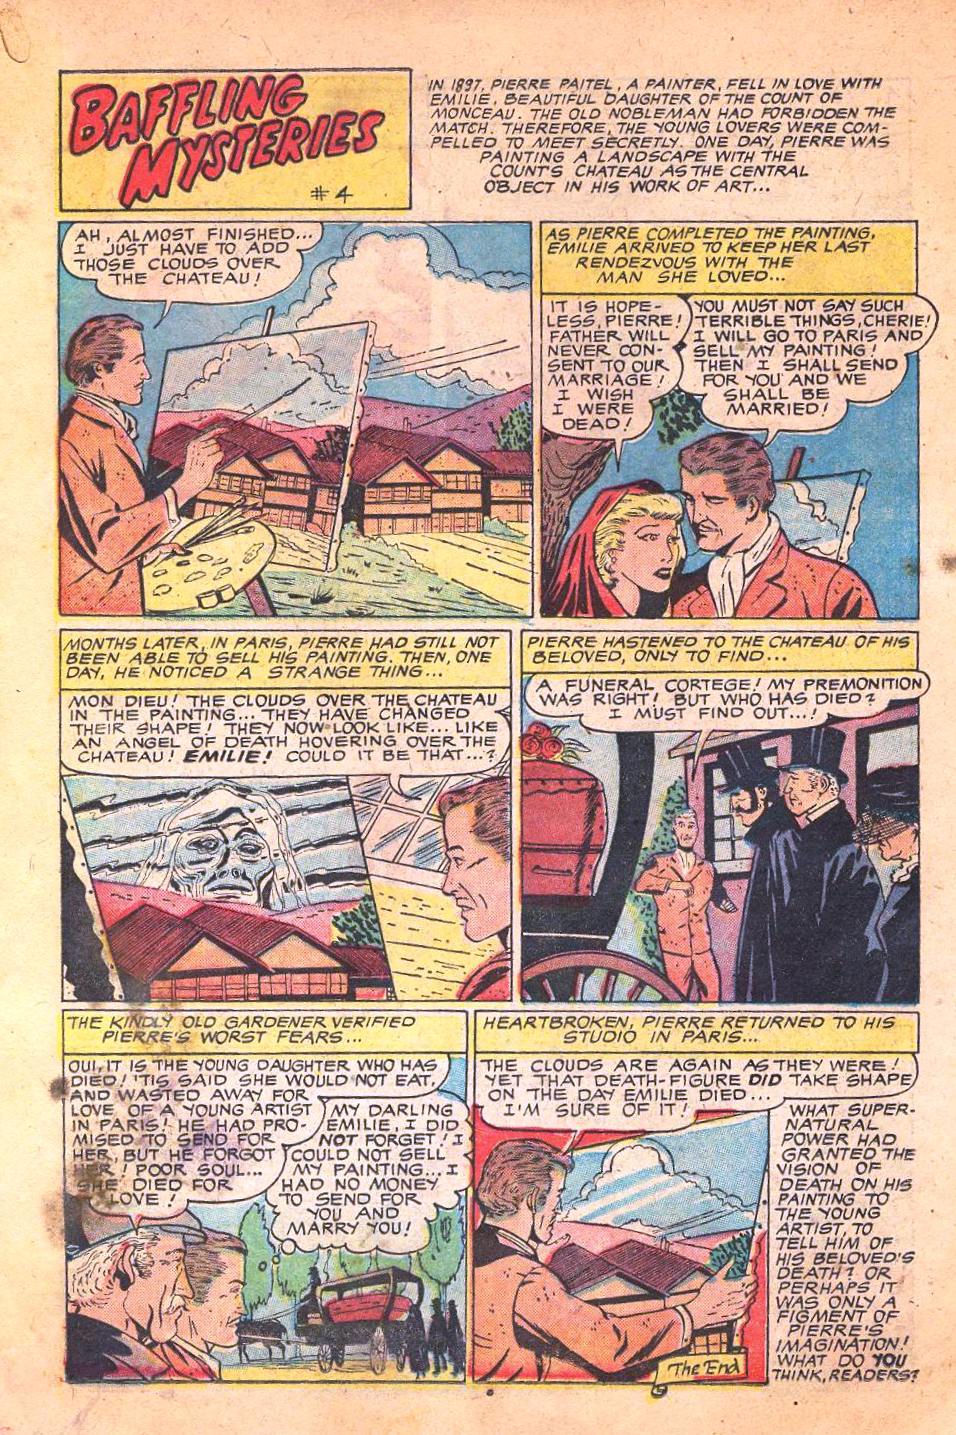 BAFFLING
MYSTERIES
#4
IN 1897, PIERRE PAITEL, A PAINTER, FELL IN LOVE WITH
EMILIE, BEAUTIFUL DAUGHTER OF THE COUNT OF
MONCEAU. THE OLD NOBLEMAN HAD FORBIDDEN THE
MATCH. THEREFORE, THE YOUNG LOVERS WERE COM-
PELLED TO MEET SECRETLY. ONE DAY, PIERRE WAS
PAINTING A LANDSCAPE WITH THE
COUNT'S CHATEAU AS THE CENTRAL
OBJECT IN HIS WORK OF ART...
AH, ALMOST FINISHED...
I JUST HAVE TO ADD
THOSE CLOUDS OVER
THE CHATEAU!
AS PIERRE COMPLETED THE PAINTING,
EMILIE ARRIVED TO KEEP HER LAST
RENDEZVOUS WITH THE
MAN SHE LOVED...
IT IS HOPE-
LESS, PIERRE!
FATHER WILL
NEVER CON-
SENT TO OUR
MARRIAGE!
I WISH
I WERE
DEAD!
YOU MUST NOT SAY SUCH
TERRIBLE THINGS, CHERIE!
I WILL GO TO PARIS AND
SELL MY PAINTING!
THEN I SHALL SEND
FOR YOU AND WE
SHALL BE
MARRIED!
MONTHS LATER, IN PARIS, PIERRE HAD STILL NOT
BEEN ABLE TO SELL HIS PAINTING. THEN, ONE
DAY, HE NOTICED A STRANGE THING...
MON DIEU! THE CLOUDS OVER THE CHATEAU
IN THE PAINTING... THEY HAVE CHANGED
THEIR SHAPE! THEY NOW LOOK LIKE... LIKE
AN ANGEL OF DEATH HOVERING OVER THE
CHATEAU! EMILIE! COULD IT BE THAT...?
PIERRE HASTENED TO THE CHATEAU OF HIS
BELOVED, ONLY TO FIND...
A FUNERAL CORTEGE! MY PREMONITION
WAS RIGHT! BUT WHO HAS DIED?
I MUST FIND OUT...!
THE KINDLY OLD GARDENER VERIFIED
PIERRE'S WORST FEARS...
OUI, IT IS THE YOUNG DAUGHTER WHO HAS
DIED! 'TIS SAID SHE WOULD NOT EAT,
AND WASTED AWAY FOR
LOVE OF A YOUNG ARTIST
IN PARIS! HE HAD PRO-
MISED TO SEND FOR
HER, BUT HE FORGOT
HER! POOR SOUL...
SHE DIED FOR
LOVE!
MY DARLING
EMILIE, I DID
NOT FORGET! I
COULD NOT SELL
MY PAINTING... I
HAD NO MONEY
TO SEND FOR
YOU AND
MARRY YOU!
HEARTBROKEN, PIERRE RETURNED TO HIS
STUDIO IN PARIS...
THE CLOUDS ARE AGAIN AS THEY WERE!
YET THAT DEATH-FIGURE DID TAKE SHAPE
ON THE DAY EMILIE DIED...
I'M SURE OF IT!
WHAT SUPER-
NATURAL
POWER HAD
GRANTED THE
VISION OF
DEATH ON HIS
PAINTING TO
THE YOUNG
ARTIST, TO
TELL HIM OF
HIS BELOVED'S
DEATH? OR
PERHAPS IT
WAS ONLY A
FIGMENT OF
PIERRE'S
IMAGINATION!
WHAT DO YOU
THINK, READERS?
The End